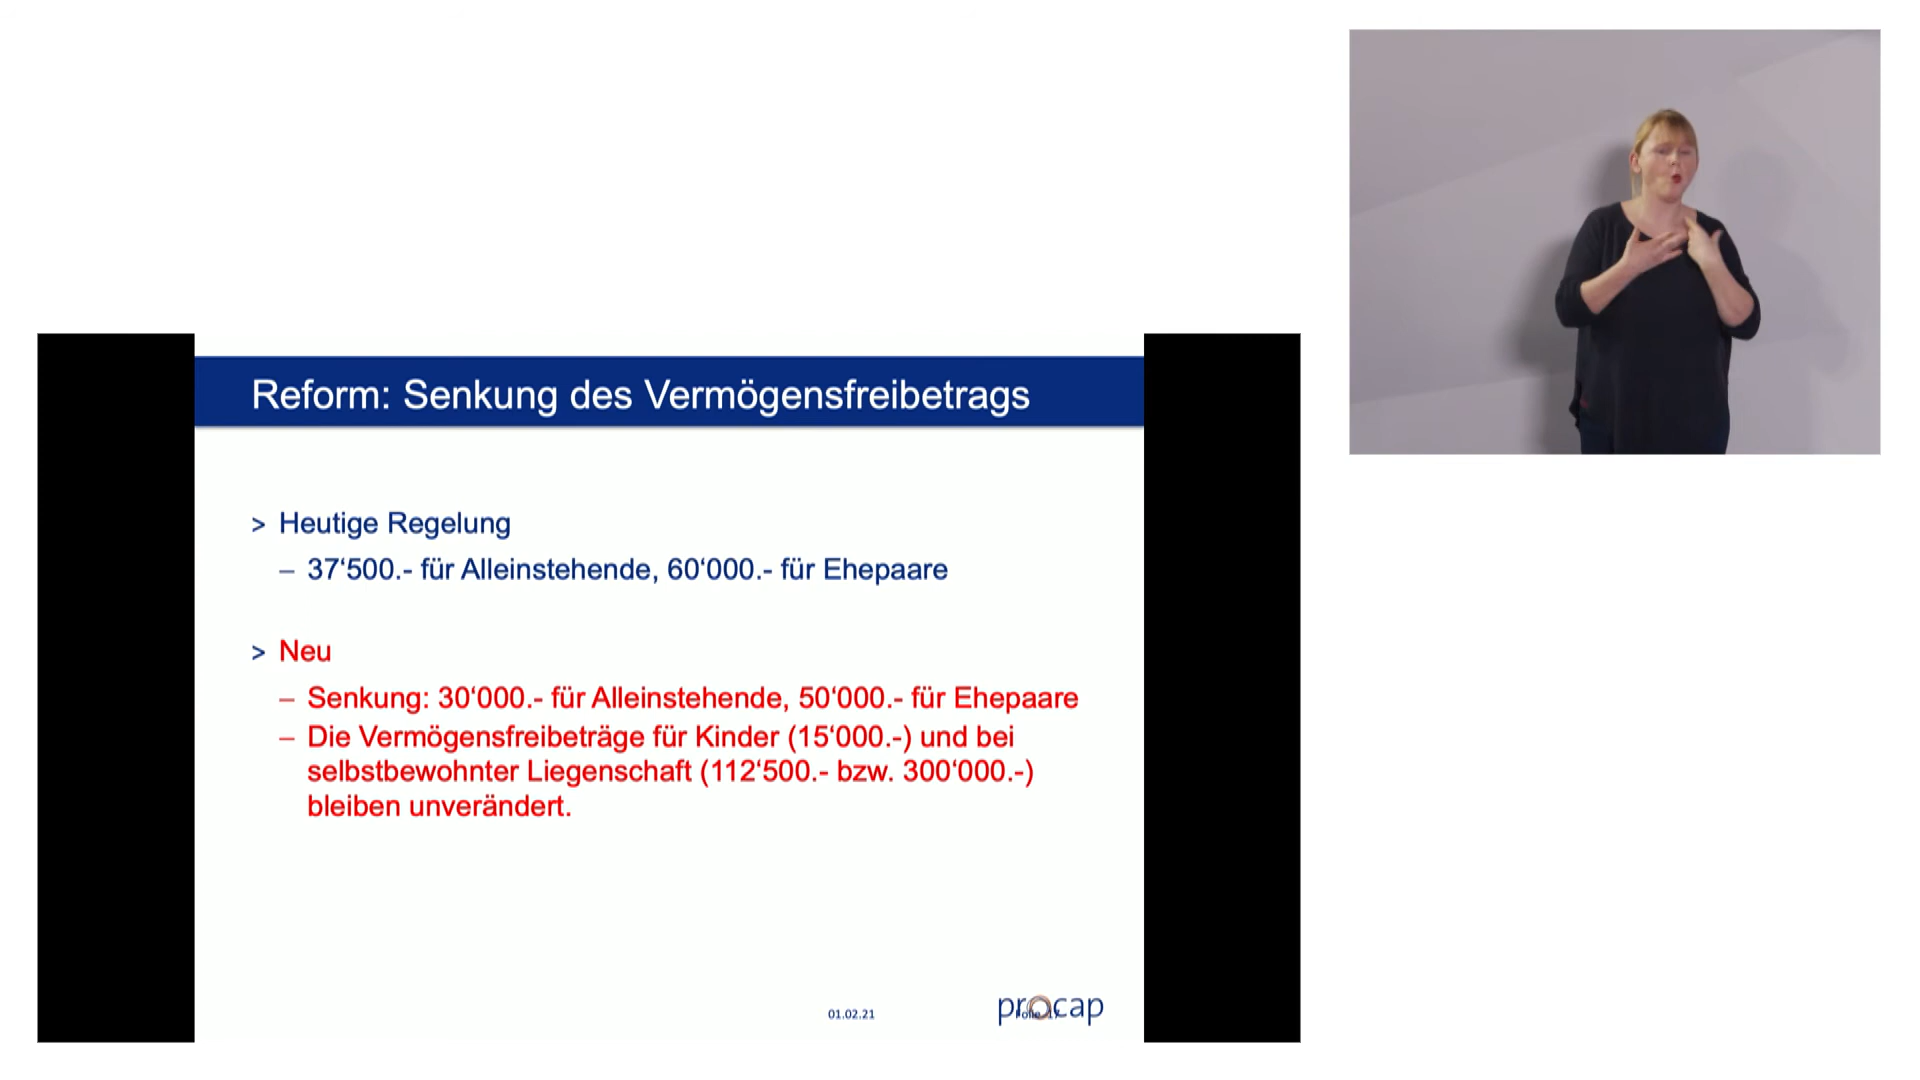 Reform: Senkung des Vermögensfreibetrags
> Heutige Regelung
– 37‘500.- für Alleinstehende, 60‘000.- für Ehepaare
> Neu
– Senkung: 30‘000.- für Alleinstehende, 50‘000.- für Ehepaare
– Die Vermögensfreibeträge für Kinder (15‘000.-) und bei
selbstbewohnter Liegenschaft (112‘500.- bzw. 300‘000.-)
bleiben unverändert.
01.02.21
procap